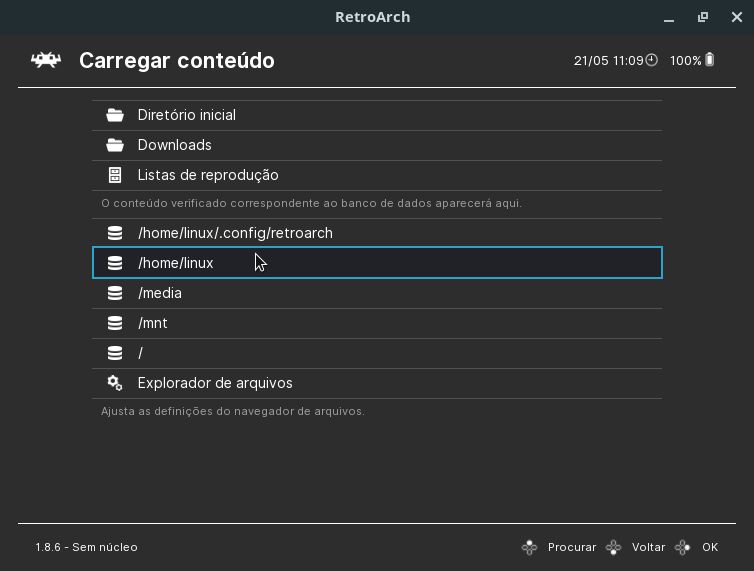 RetroArch
Carregar conteúdo 21/05 11:09 100%
Diretório inicial
Downloads
Listas de reprodução
O conteúdo verificado correspondente ao banco de dados aparecerá aqui.
/home/linux/.config/retroarch
/home/linux
/media
/mnt
/
Explorador de arquivos
Ajusta as definições do navegador de arquivos.
1.8.6 - Sem núcleo Procurar Voltar OK